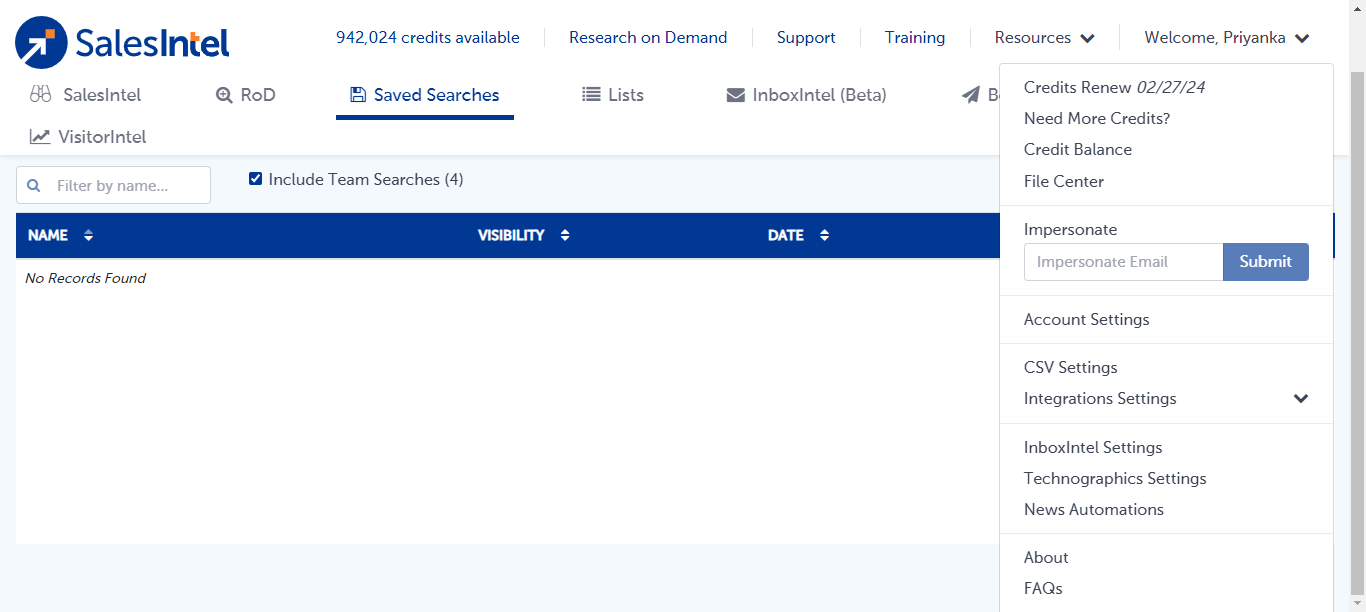 SalesIntel
942,024 credits available
Research on Demand
Support
Training
Resources
Welcome, Priyanka
SalesIntel
RoD
Saved Searches
Lists
InboxIntel (Beta)
VisitorIntel
Filter by name...
Include Team Searches (4)
NAME
VISIBILITY
DATE
No Records Found
Credits Renew 02/27/24
Need More Credits?
Credit Balance
File Center
Impersonate
Impersonate Email
Submit
Account Settings
CSV Settings
Integrations Settings
InboxIntel Settings
Technographics Settings
News Automations
About
FAQs